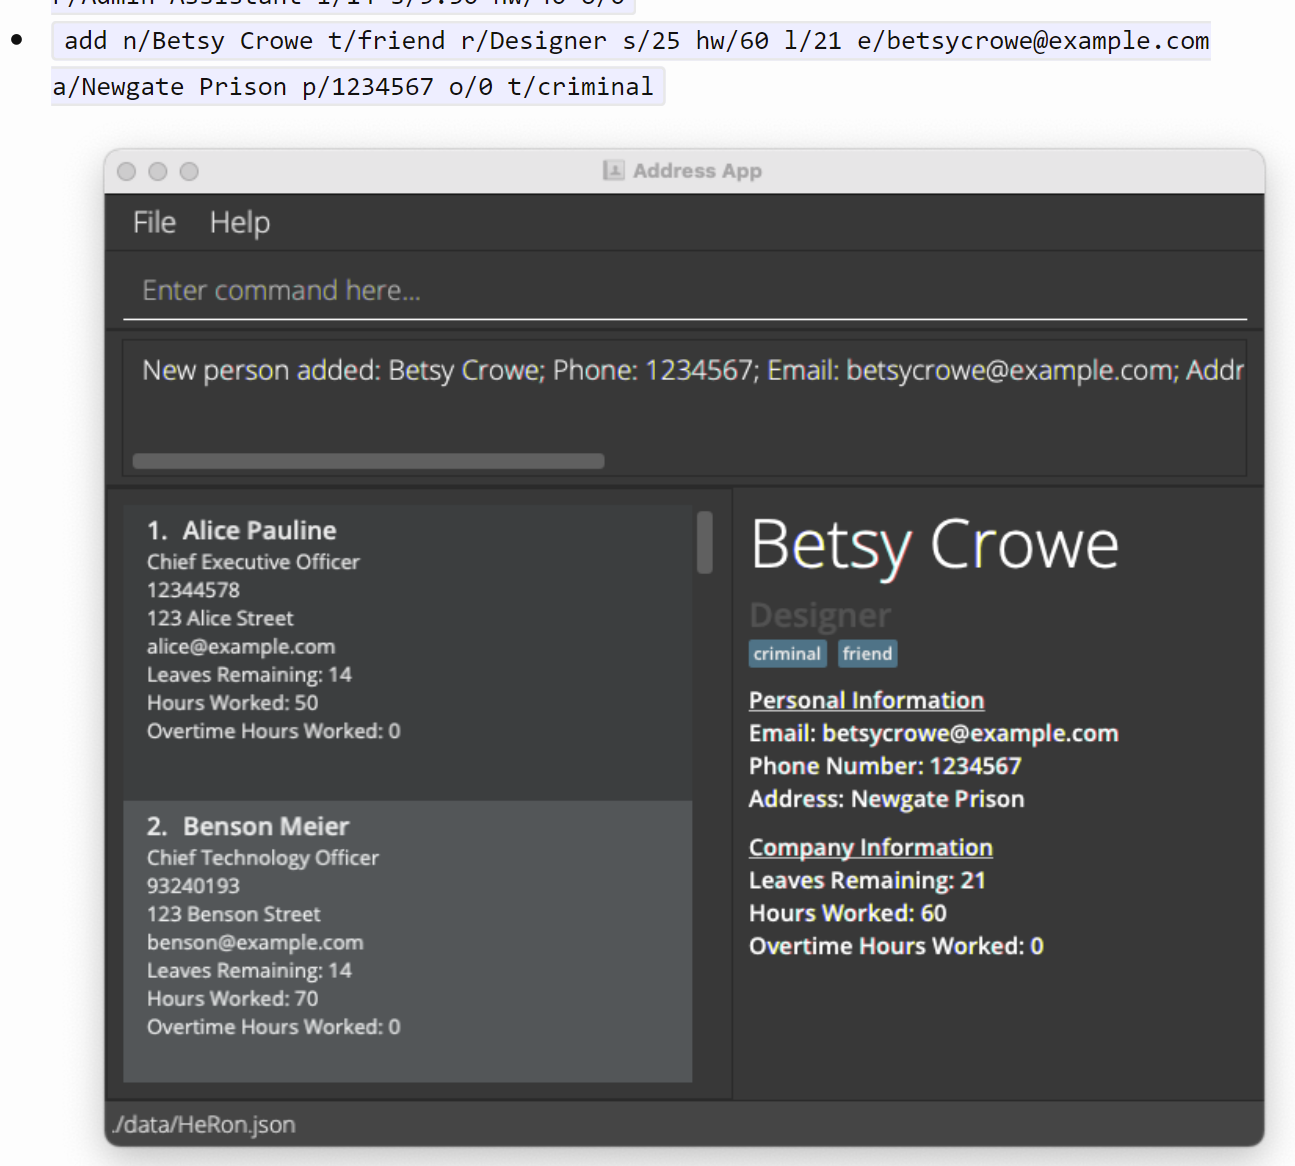 add n/Betsy Crowe t/friend r/Designer s/25 hw/60 l/21 e/betsycrowe@example.com
a/Newgate Prison p/1234567 o/0 t/criminal
Address App
File Help
Enter command here...
New person added: Betsy Crowe; Phone: 1234567; Email: betsycrowe@example.com; Addr
1. Alice Pauline
Chief Executive Officer
12344578
123 Alice Street
alice@example.com
Leaves Remaining: 14
Hours Worked: 50
Overtime Hours Worked: 0
2. Benson Meier
Chief Technology Officer
93240193
123 Benson Street
benson@example.com
Leaves Remaining: 14
Hours Worked: 70
Overtime Hours Worked: 0
Betsy Crowe
Designer
criminal friend
Personal Information
Email: betsycrowe@example.com
Phone Number: 1234567
Address: Newgate Prison
Company Information
Leaves Remaining: 21
Hours Worked: 60
Overtime Hours Worked: 0
./data/HeRon.json